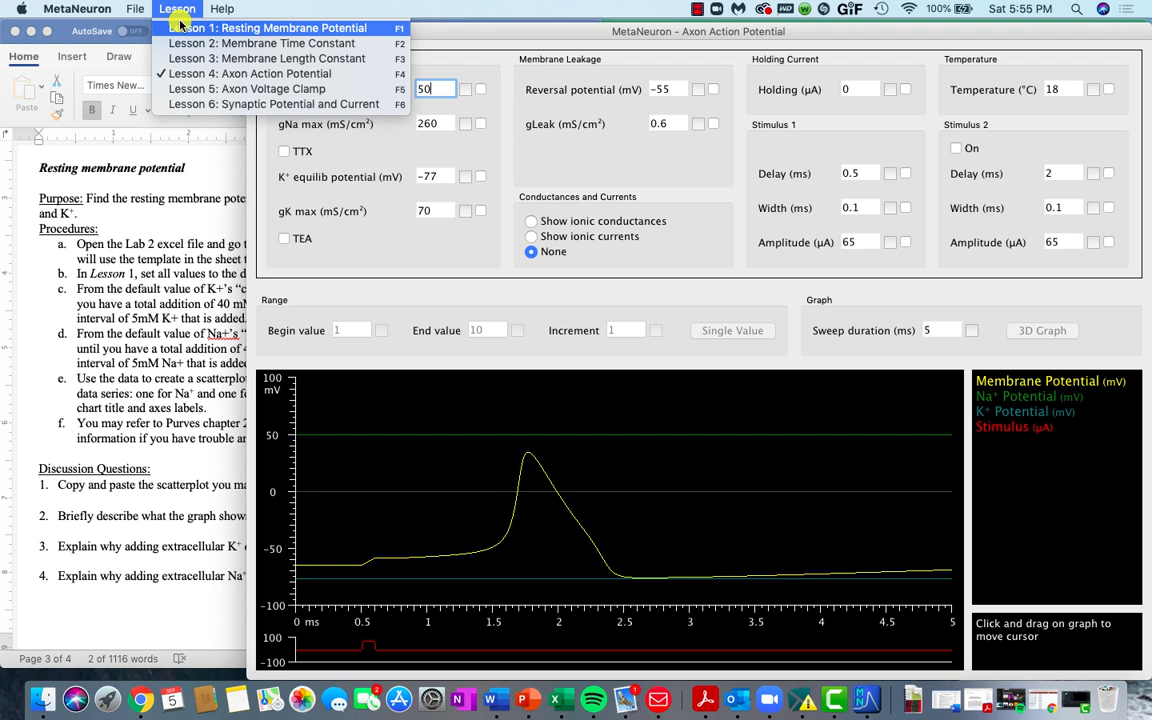 MetaNeuron File Lesson Help GIF 100% Sat 5:55 PM
AutoSave OFF
MetaNeuron - Axon Action Potential
Lesson 1: Resting Membrane Potential F1
Lesson 2: Membrane Time Constant F2
Lesson 3: Membrane Length Constant F3
✓ Lesson 4: Axon Action Potential F4
Lesson 5: Axon Voltage Clamp F5
Lesson 6: Synaptic Potential and Current F6
Home Insert Draw
Paste
Times New...
B I U
Resting membrane potential
Purpose: Find the resting membrane pote
and K⁺.
Procedures:
a. Open the Lab 2 excel file and go t
will use the template in the sheet t
b. In Lesson 1, set all values to the d
c. From the default value of K+'s "c
you have a total addition of 40 mM
interval of 5mM K+ that is added.
d. From the default value of Na+'s "
until you have a total addition of 4
interval of 5mM Na+ that is added
e. Use the data to create a scatterplo
data series: one for Na⁺ and one fo
chart title and axes labels.
f. You may refer to Purves chapter 2
information if you have trouble an
Discussion Questions:
1. Copy and paste the scatterplot you ma
2. Briefly describe what the graph show
3. Explain why adding extracellular K⁺
4. Explain why adding extracellular Na⁺
Page 3 of 4 2 of 1116 words
50
gNa max (mS/cm²) 260
TTX
K⁺ equilib potential (mV) -77
gK max (mS/cm²) 70
TEA
Membrane Leakage
Reversal potential (mV) -55
gLeak (mS/cm²) 0.6
Conductances and Currents
Show ionic conductances
Show ionic currents
None
Holding Current
Holding (µA) 0
Stimulus 1
Delay (ms) 0.5
Width (ms) 0.1
Amplitude (µA) 65
Temperature
Temperature (°C) 18
Stimulus 2
On
Delay (ms) 2
Width (ms) 0.1
Amplitude (µA) 65
Range
Begin value 1 End value 10 Increment 1 Single Value
Graph
Sweep duration (ms) 5 3D Graph
100
mV
50
0
-50
-100
0 ms 0.5 1 1.5 2 2.5 3 3.5 4 4.5 5
100
-100
Membrane Potential (mV)
Na⁺ Potential (mV)
K⁺ Potential (mV)
Stimulus (µA)
Click and drag on graph to
move cursor